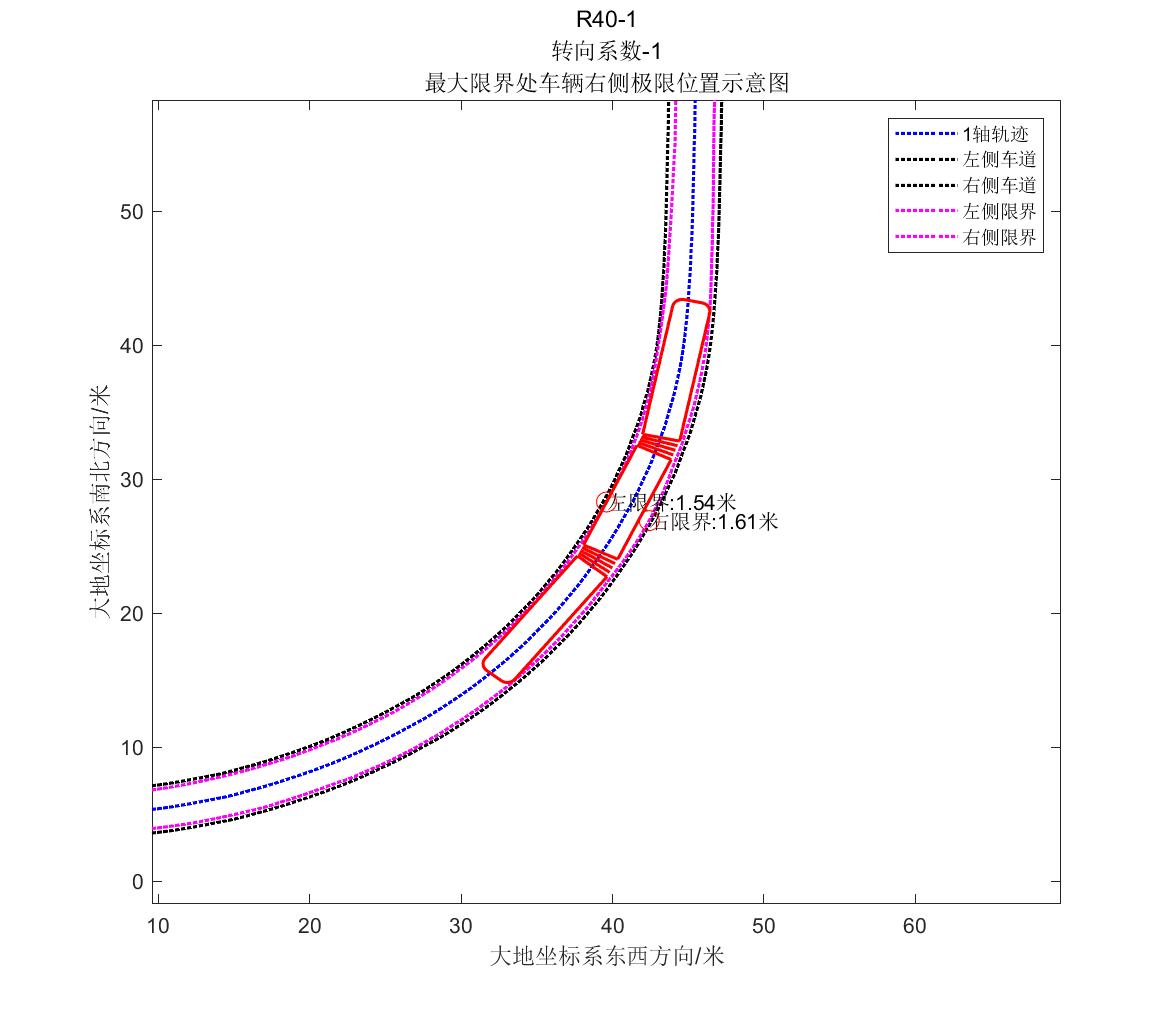 R40-1
转向系数-1
最大限界处车辆右侧极限位置示意图
1轴轨迹
左侧车道
右侧车道
左侧限界
右侧限界
大地坐标系南北方向/米
50
40
30
20
10
0
左限界:1.54米
右限界:1.61米
10 20 30 40 50 60
大地坐标系东西方向/米